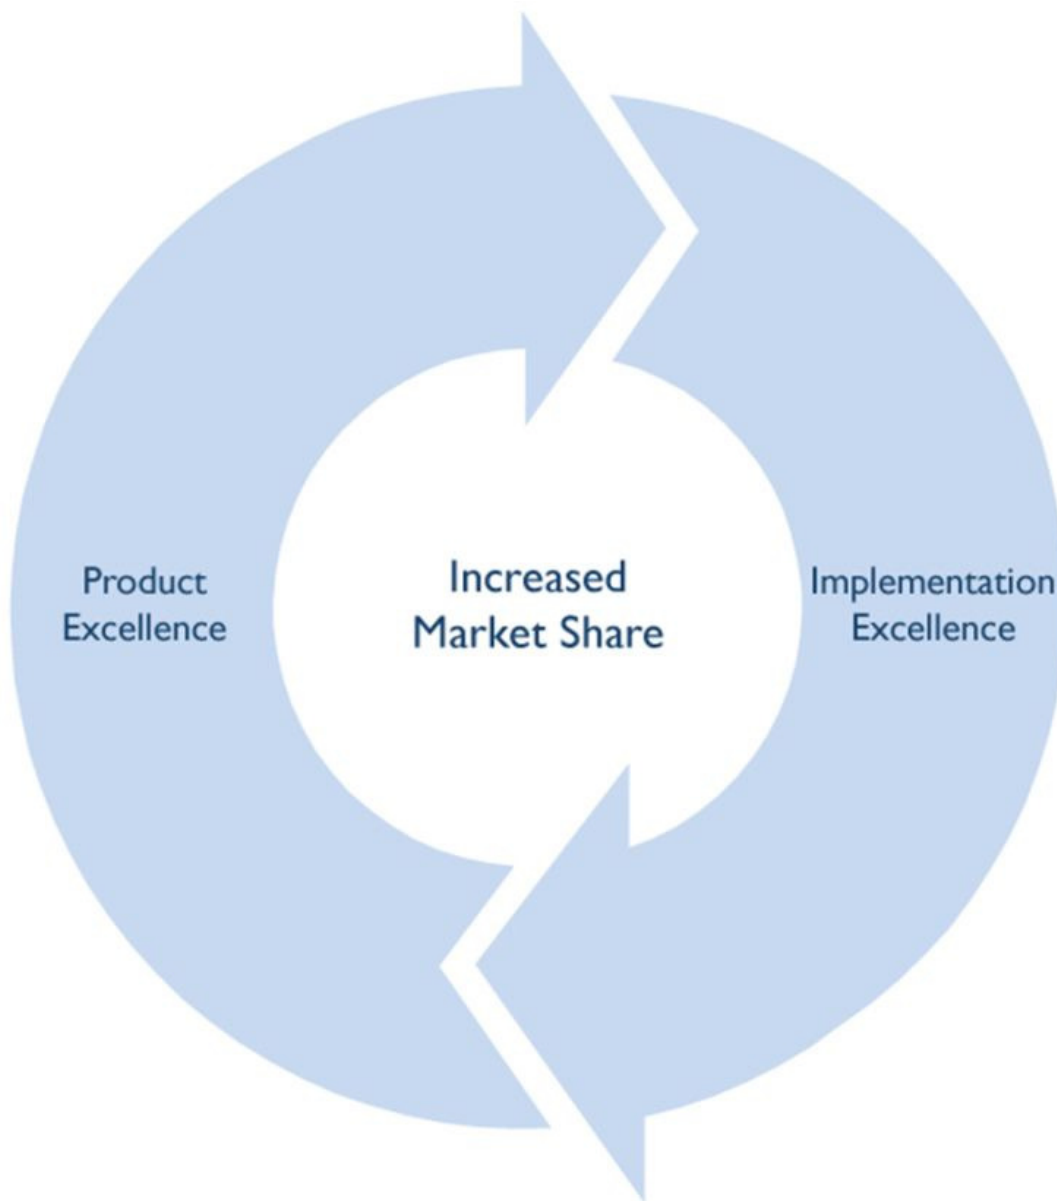 Product
Excellence
Increased
Market Share
Implementation
Excellence